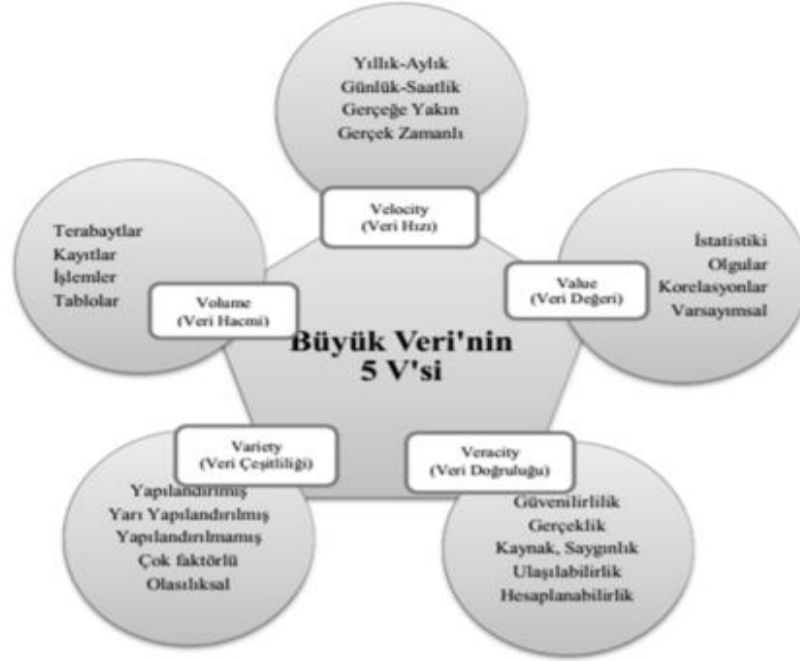 Yıllık-Aylık
Günlük-Saatlik
Gerçeğe Yakın
Gerçek Zamanlı
Velocity
(Veri Hızı)
Terabaytlar
Kayıtlar
İşlemler
Tablolar
Volume
(Veri Hacmi)
İstatistiki
Olgular
Korelasyonlar
Varsayımsal
Value
(Veri Değeri)
Büyük Veri'nin
5 V'si
Variety
(Veri Çeşitliliği)
Yapılandırılmış
Yarı Yapılandırılmış
Yapılandırılmamış
Çok faktörlü
Olasılıksal
Veracity
(Veri Doğruluğu)
Güvenilirlilik
Gerçeklik
Kaynak, Saygınlık
Ulaşılabilirlik
Hesaplanabilirlik